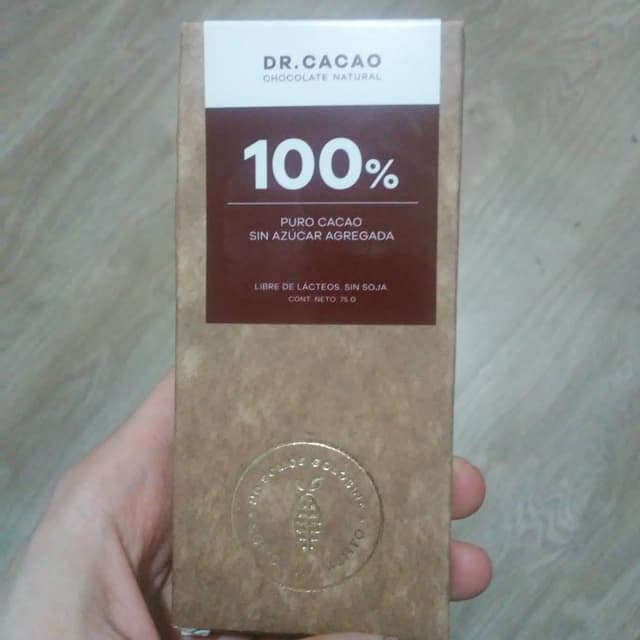 DR.CACAO
CHOCOLATE NATURAL
100%
PURO CACAO
SIN AZÚCAR AGREGADA
LIBRE DE LÁCTEOS. SIN SOJA.
CONT. NETO. 75 G